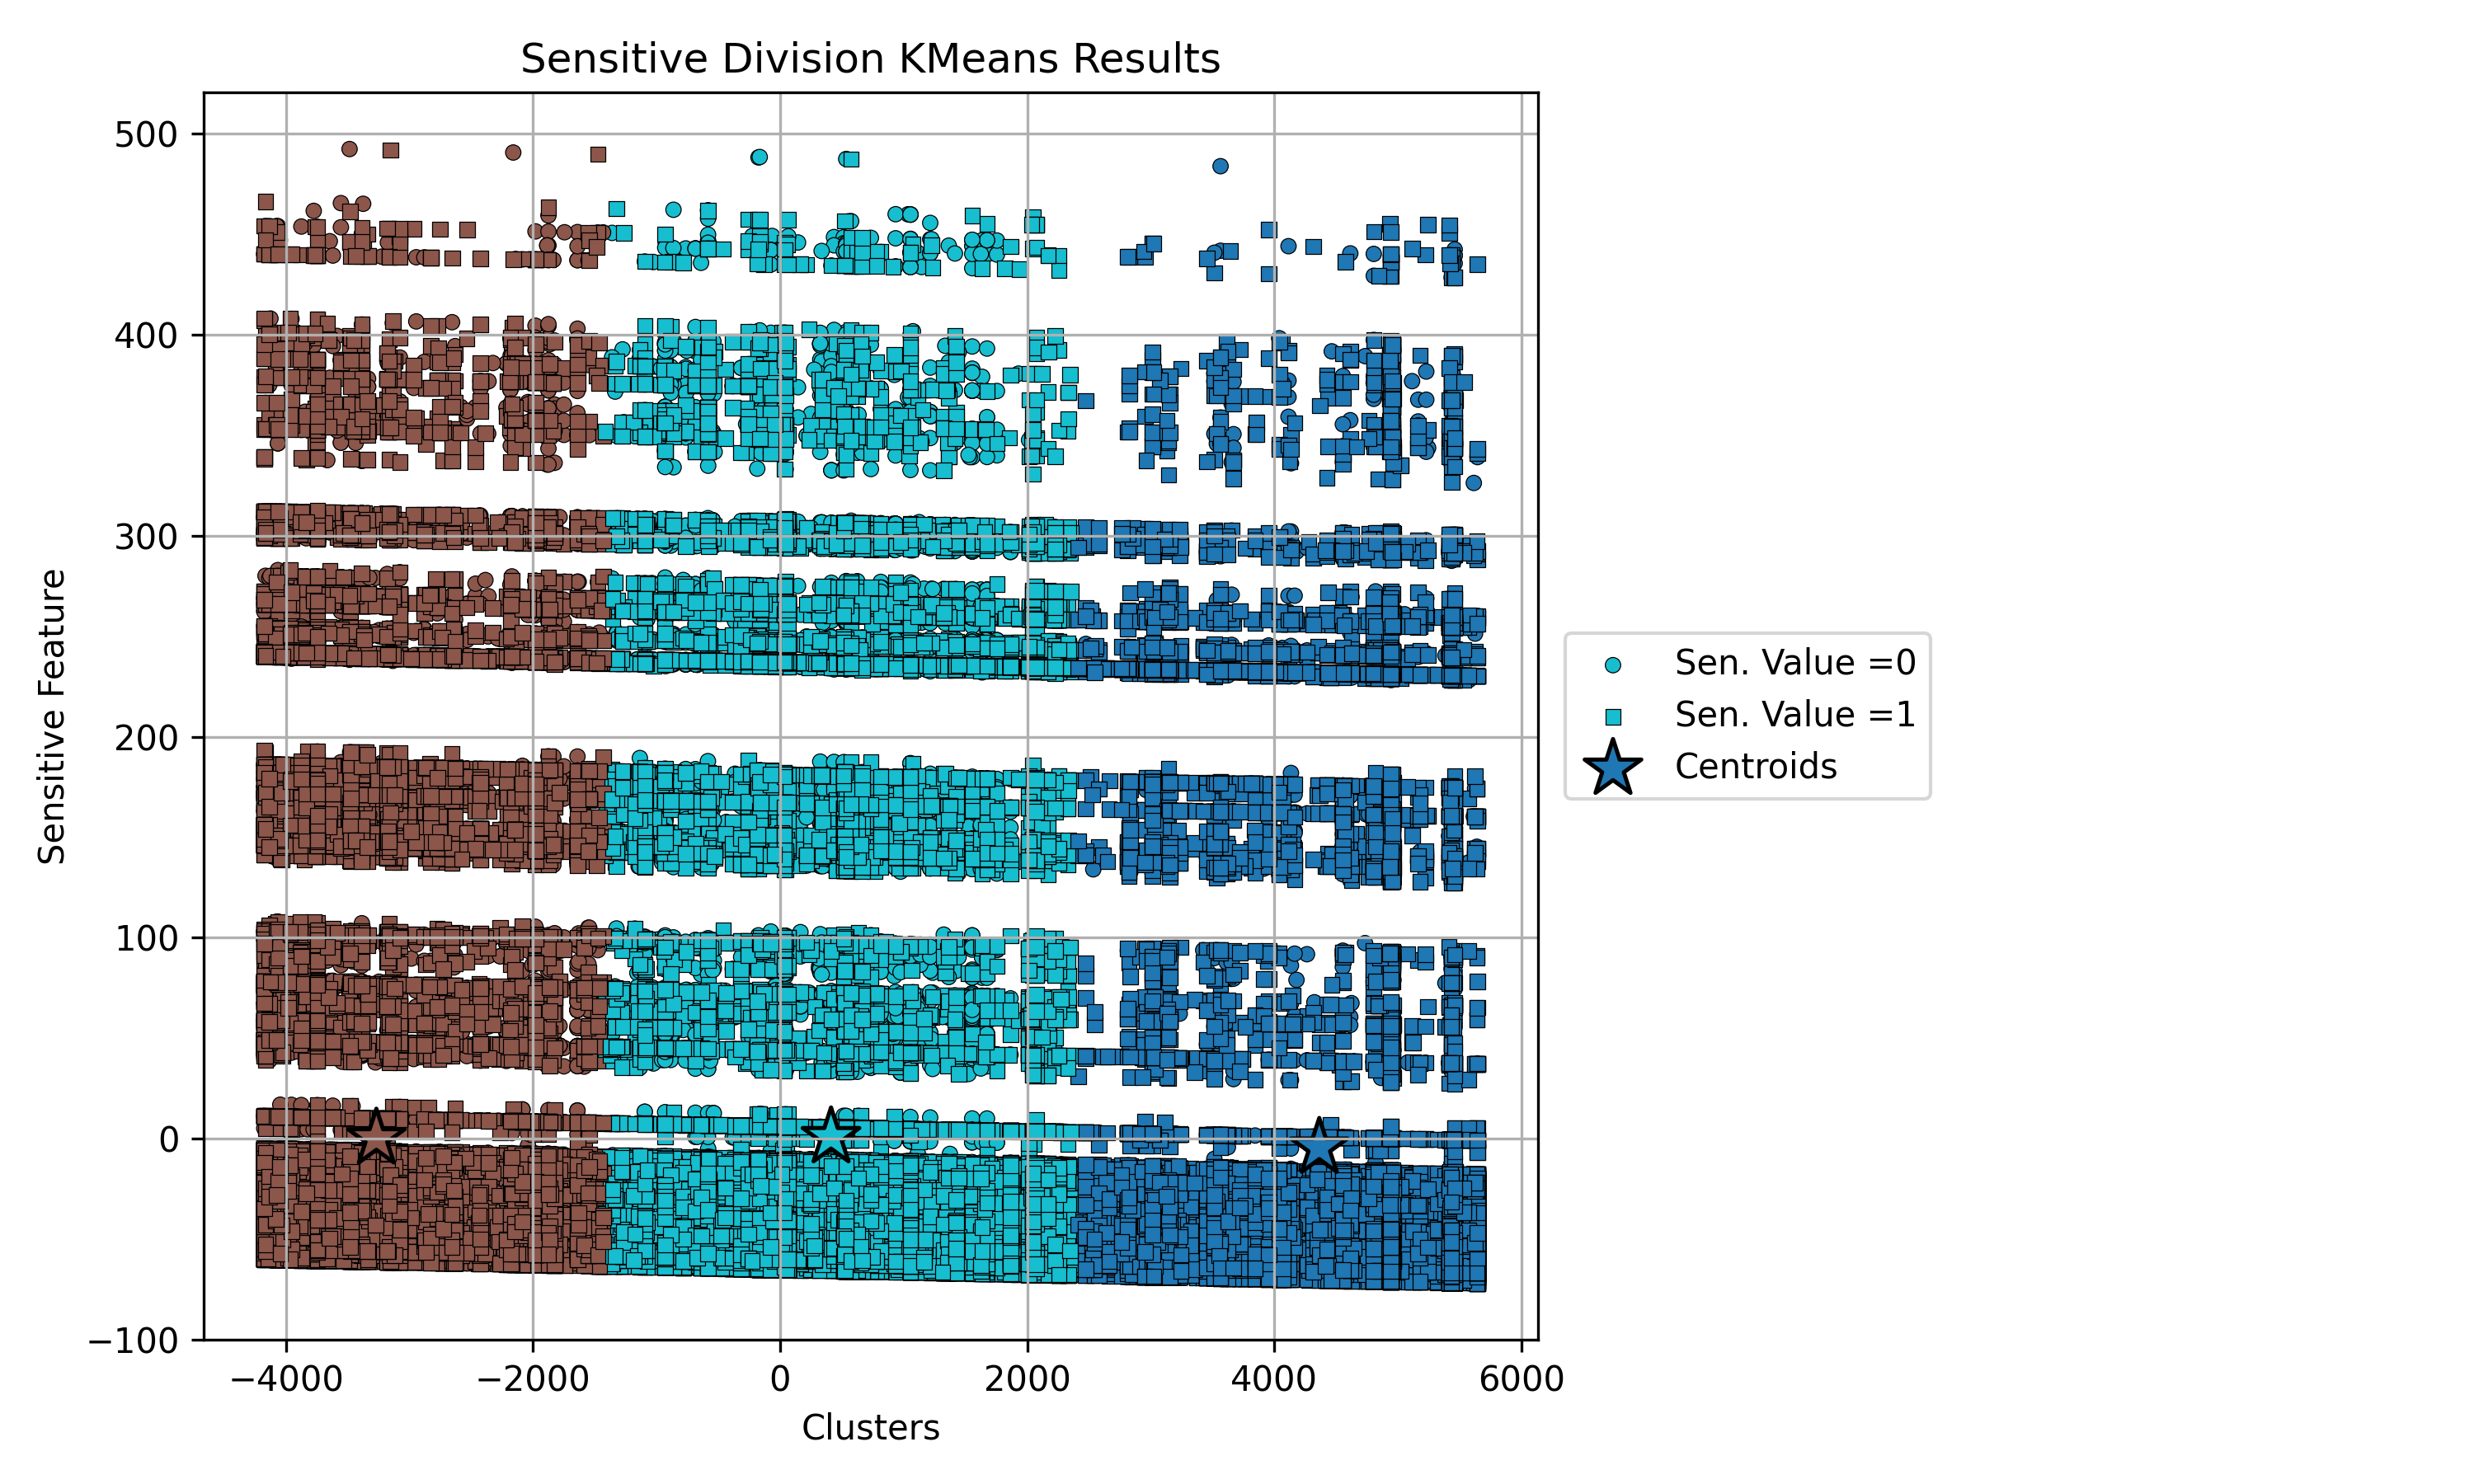 Sensitive Division KMeans Results
500
400
300
200
100
0
−100
Sensitive Feature
−4000 −2000 0 2000 4000 6000
Clusters
Sen. Value =0
Sen. Value =1
Centroids